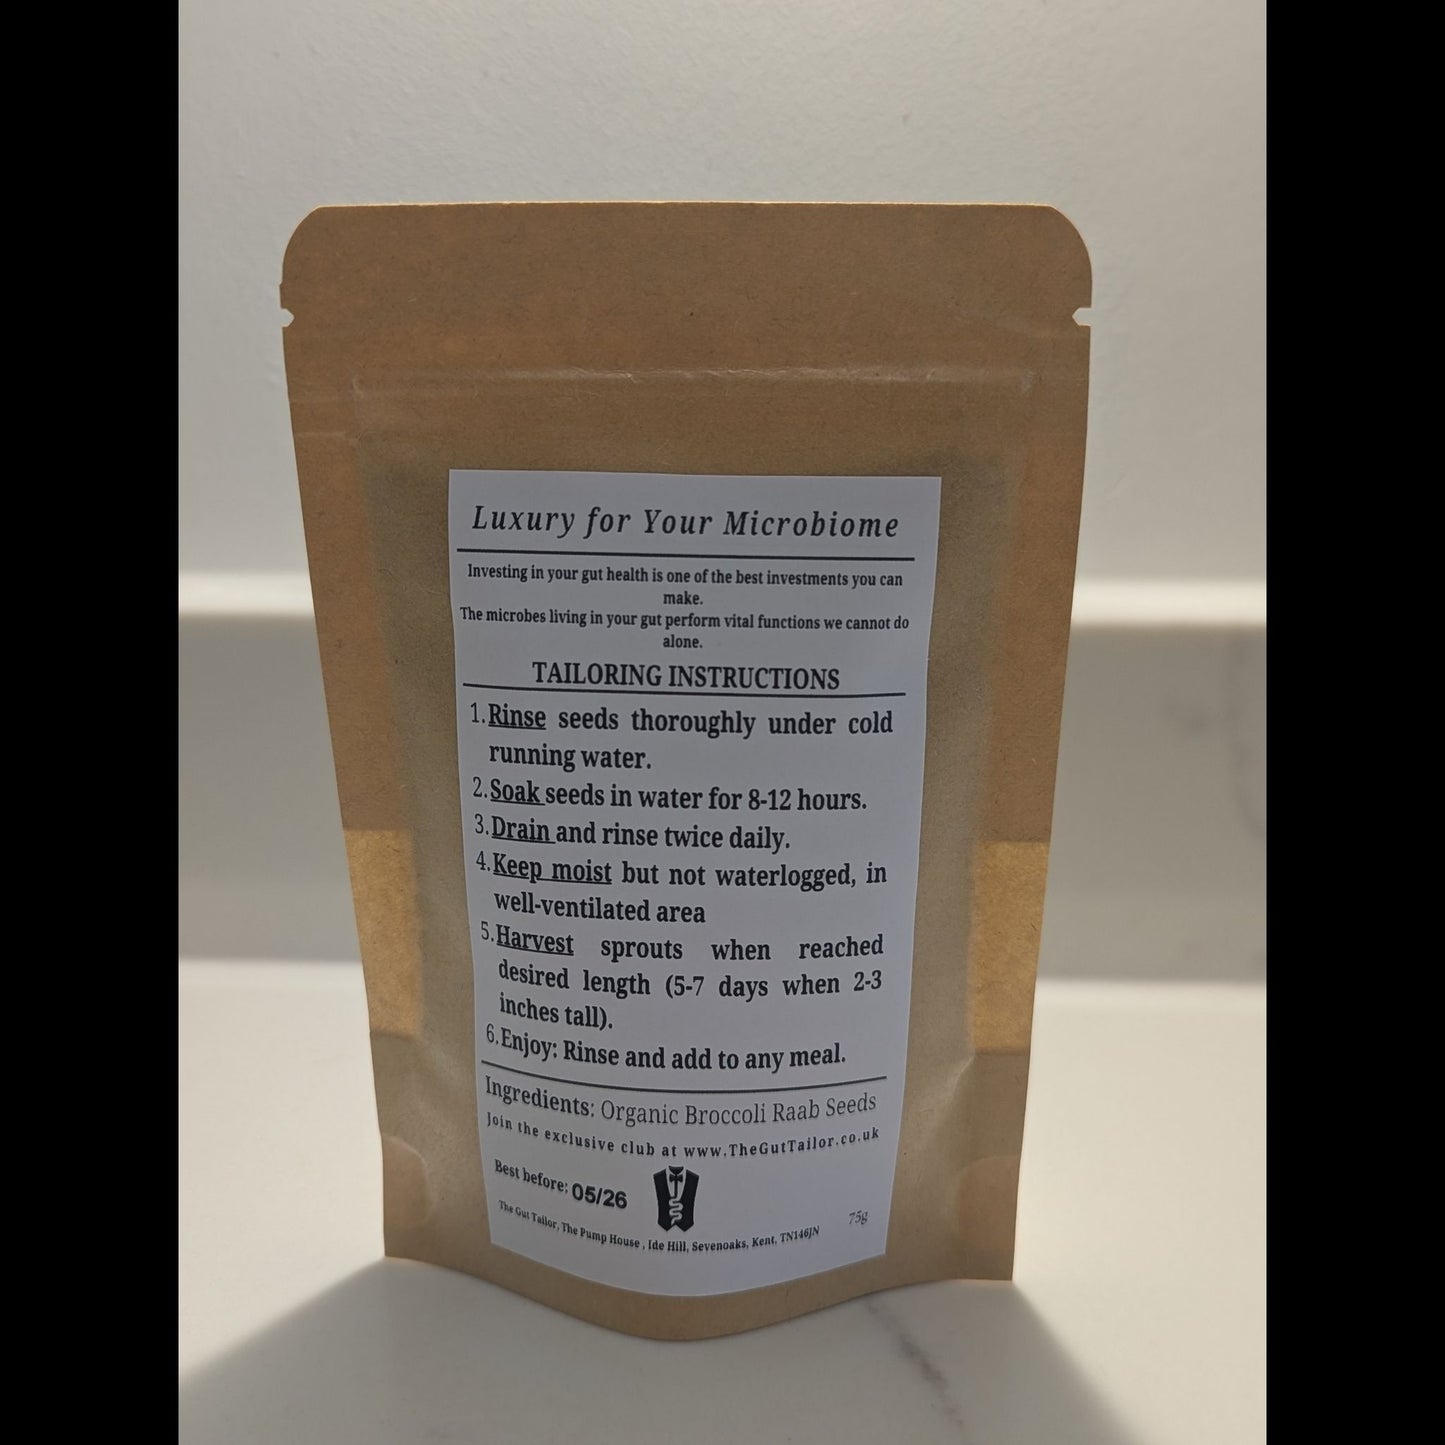 Luxury for Your Microbiome
Investing in your gut health is one of the best investments you can
make.
The microbes living in your gut perform vital functions we cannot do
alone.
TAILORING INSTRUCTIONS
1.Rinse seeds thoroughly under cold
running water.
2.Soak seeds in water for 8-12 hours.
3.Drain and rinse twice daily.
4.Keep moist but not waterlogged, in
well-ventilated area
5.Harvest sprouts when reached
desired length (5-7 days when 2-3
inches tall).
6.Enjoy: Rinse and add to any meal.
Ingredients: Organic Broccoli Raab Seeds
Join the exclusive club at www.TheGutTailor.co.uk
Best before: 05/26
The Gut Tailor, The Pump House , Ide Hill, Sevenoaks, Kent, TN146JN
75g